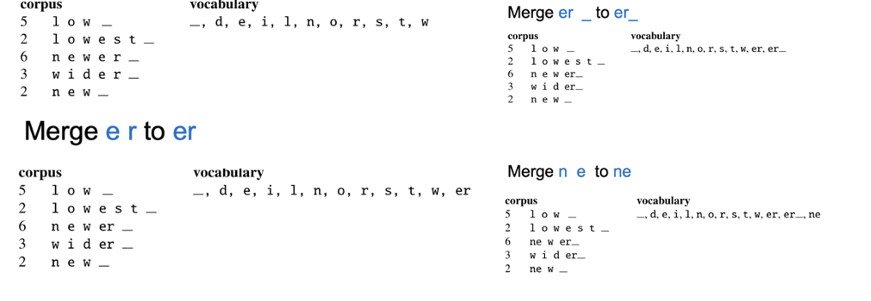 corpus vocabulary
5 l o w _ _, d, e, i, l, n, o, r, s, t, w
2 l o w e s t _
6 n e w e r _
3 w i d e r _
2 n e w _
Merge e r to er
corpus vocabulary
5 l o w _ _, d, e, i, l, n, o, r, s, t, w, er
2 l o w e s t _
6 n e w er _
3 w i d er _
2 n e w _
Merge er _ to er_
corpus vocabulary
5 l o w _ _, d, e, i, l, n, o, r, s, t, w, er, er_
2 l o w e s t _
6 n e w er_
3 w i d er_
2 n e w _
Merge n e to ne
corpus vocabulary
5 l o w _ _, d, e, i, l, n, o, r, s, t, w, er, er_, ne
2 l o w e s t _
6 ne w er_
3 w i d er_
2 ne w _